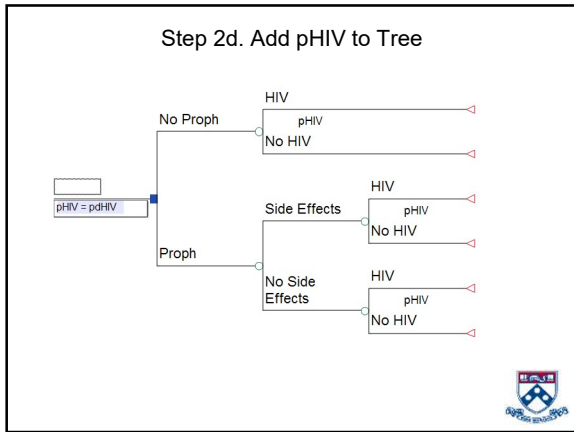 Step 2d. Add pHIV to Tree
HIV
No Proph
pHIV
No HIV
pHIV = pdHIV
HIV
Side Effects
pHIV
No HIV
Proph
No Side
Effects
HIV
pHIV
No HIV